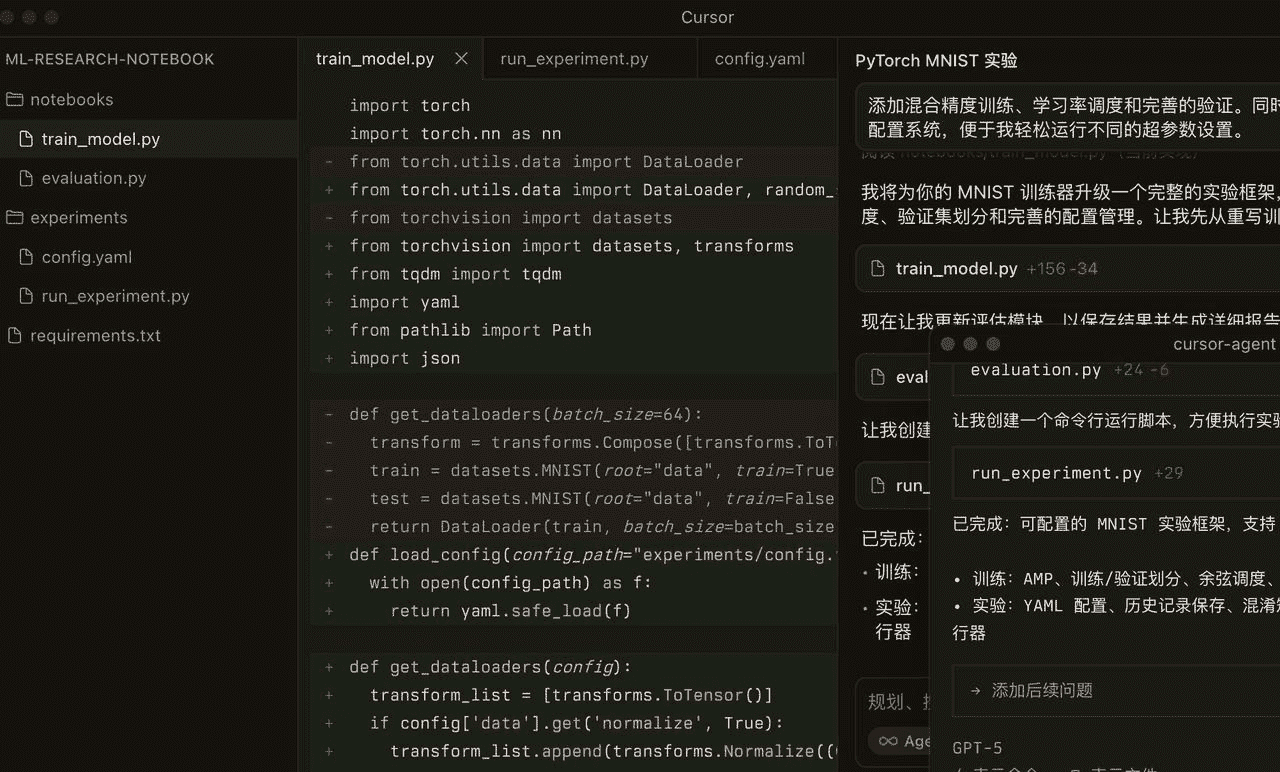 Cursor
ML-RESEARCH-NOTEBOOK
notebooks
train_model.py
evaluation.py
experiments
config.yaml
run_experiment.py
requirements.txt
train_model.py
run_experiment.py
config.yaml
import torch
import torch.nn as nn
- from torch.utils.data import DataLoader
+ from torch.utils.data import DataLoader, random_
- from torchvision import datasets
+ from torchvision import datasets, transforms
+ from tqdm import tqdm
+ import yaml
+ from pathlib import Path
+ import json
- def get_dataloaders(batch_size=64):
- transform = transforms.Compose([transforms.ToT
- train = datasets.MNIST(root="data", train=True
- test = datasets.MNIST(root="data", train=False
- return DataLoader(train, batch_size=batch_size
+ def load_config(config_path="experiments/config.
+ with open(config_path) as f:
+ return yaml.safe_load(f)
+ def get_dataloaders(config):
+ transform_list = [transforms.ToTensor()]
+ if config['data'].get('normalize', True):
+ transform_list.append(transforms.Normalize((
PyTorch MNIST 实验
添加混合精度训练、学习率调度和完善的验证。同时
配置系统，便于我轻松运行不同的超参数设置。
我将为你的 MNIST 训练器升级一个完整的实验框架，
度、验证集划分和完善的配置管理。让我先从重写训
train_model.py +156 -34
现在让我更新评估模块，以保存结果并生成详细报告
eval
让我创建
run_
已完成：
• 训练：
• 实验：
行器
规划、
Age
cursor-agent
evaluation.py +24 -6
让我创建一个命令行运行脚本，方便执行实
run_experiment.py +29
已完成：可配置的 MNIST 实验框架，支持
• 训练：AMP、训练/验证划分、余弦调度、
• 实验：YAML 配置、历史记录保存、混淆
行器
→ 添加后续问题
GPT-5